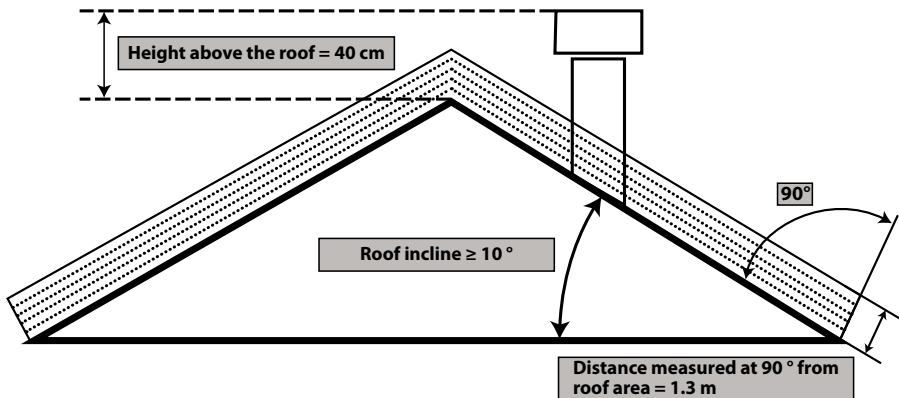 Height above the roof = 40 cm
90°
Roof incline ≥ 10 °
Distance measured at 90 ° from
roof area = 1.3 m